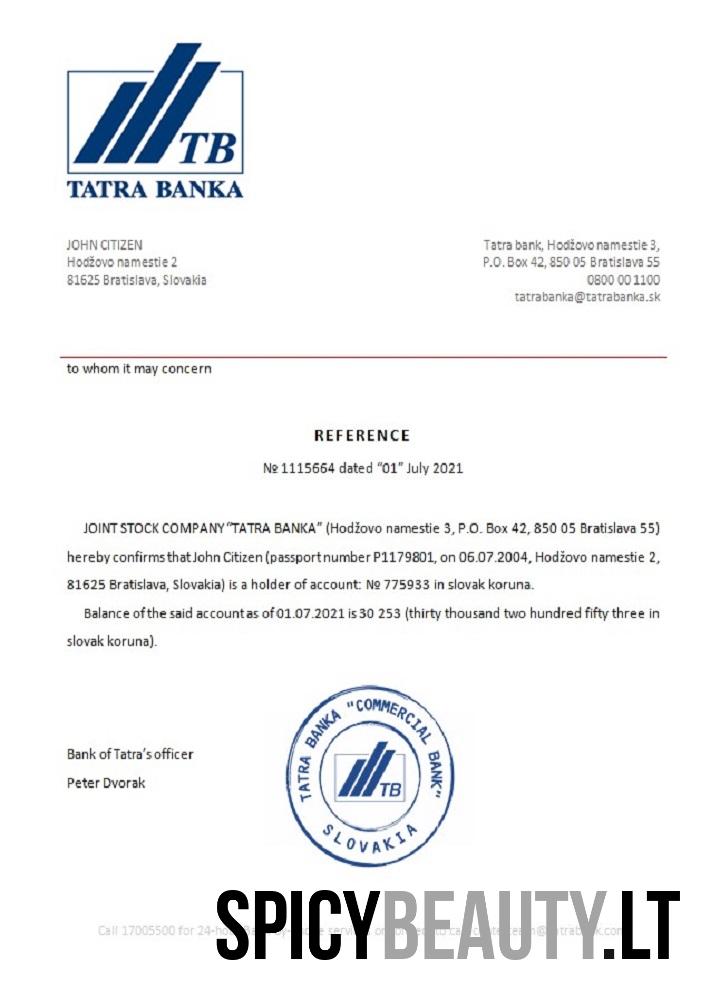 TB
TATRA BANKA
JOHN CITIZEN
Hodžovo namestie 2
81625 Bratislava, Slovakia
Tatra bank, Hodžovo namestie 3,
P.O. Box 42, 850 05 Bratislava 55
0800 00 1100
tatrabanka@tatrabanka.sk
to whom it may concern
REFERENCE
№ 1115664 dated “01” July 2021
JOINT STOCK COMPANY “TATRA BANKA” (Hodžovo namestie 3, P.O. Box 42, 850 05 Bratislava 55)
hereby confirms that John Citizen (passport number P1179801, on 06.07.2004, Hodžovo namestie 2,
81625 Bratislava, Slovakia) is a holder of account: № 775933 in slovak koruna.
Balance of the said account as of 01.07.2021 is 30 253 (thirty thousand two hundred fifty three in
slovak koruna).
TATRA BANKA "COMMERCIAL BANK"
TB
SLOVAKIA
Bank of Tatra’s officer
Peter Dvorak
Call 17005500 for 24-hour
SPICYBEAUTY.LT